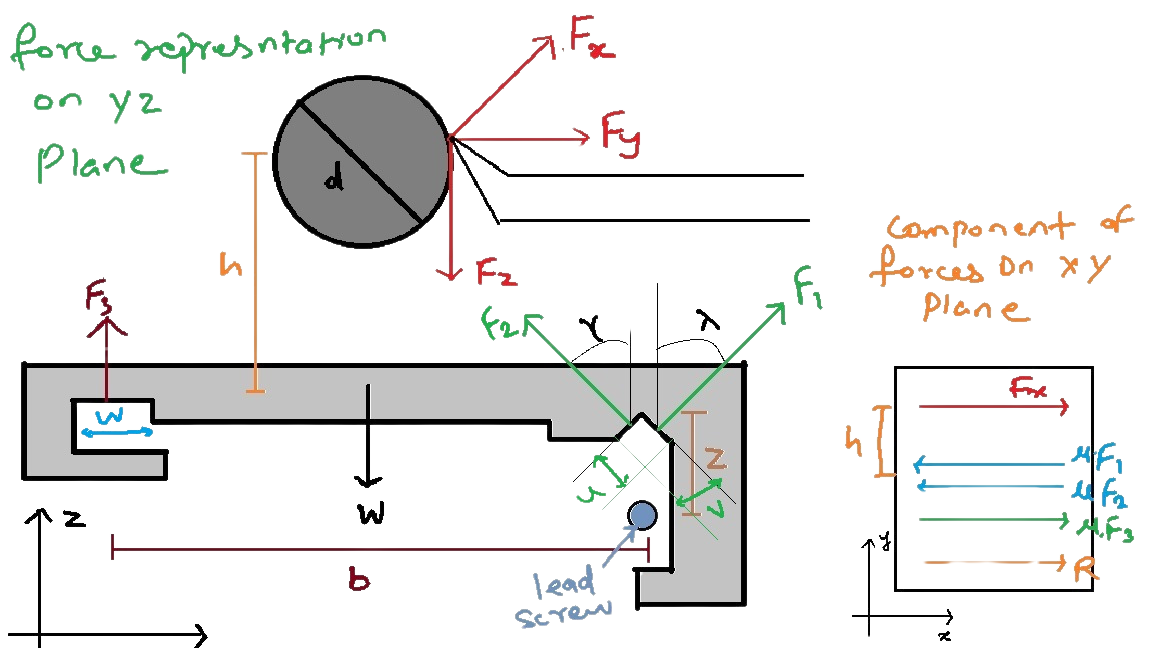 force represntation
on yz
Plane
Fx
Fy
d
h
Fz
F3
F2
γ
λ
F1
w
u
Z
v
W
b
lead
screw
z
component of
forces on xy
Plane
Fx
h
μF1
μF2
μ.F3
R
y
x